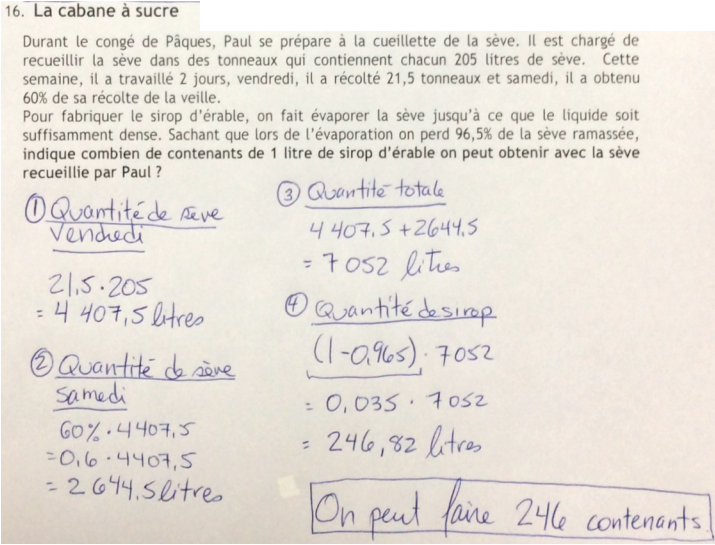 16. La cabane à sucre
Durant le congé de Pâques, Paul se prépare à la cueillette de la sève. Il est chargé de
recueillir la sève dans des tonneaux qui contiennent chacun 205 litres de sève. Cette
semaine, il a travaillé 2 jours, vendredi, il a récolté 21,5 tonneaux et samedi, il a obtenu
60% de sa récolte de la veille.
Pour fabriquer le sirop d'érable, on fait évaporer la sève jusqu'à ce que le liquide soit
suffisamment dense. Sachant que lors de l'évaporation on perd 96,5% de la sève ramassée,
indique combien de contenants de 1 litre de sirop d'érable on peut obtenir avec la sève
recueillie par Paul ?
① Quantité de sève
Vendredi
21,5 · 205
= 4 407,5 litres
② Quantité de sève
Samedi
60% · 4407,5
= 0,6 · 4407,5
= 2 644,5 litres
③ Quantité totale
4 407,5 + 2644,5
= 7 052 litres
④ Quantité de sirop
(1-0,965) · 7052
= 0,035 · 7052
= 246,82 litres
On peut faire 246 contenants.